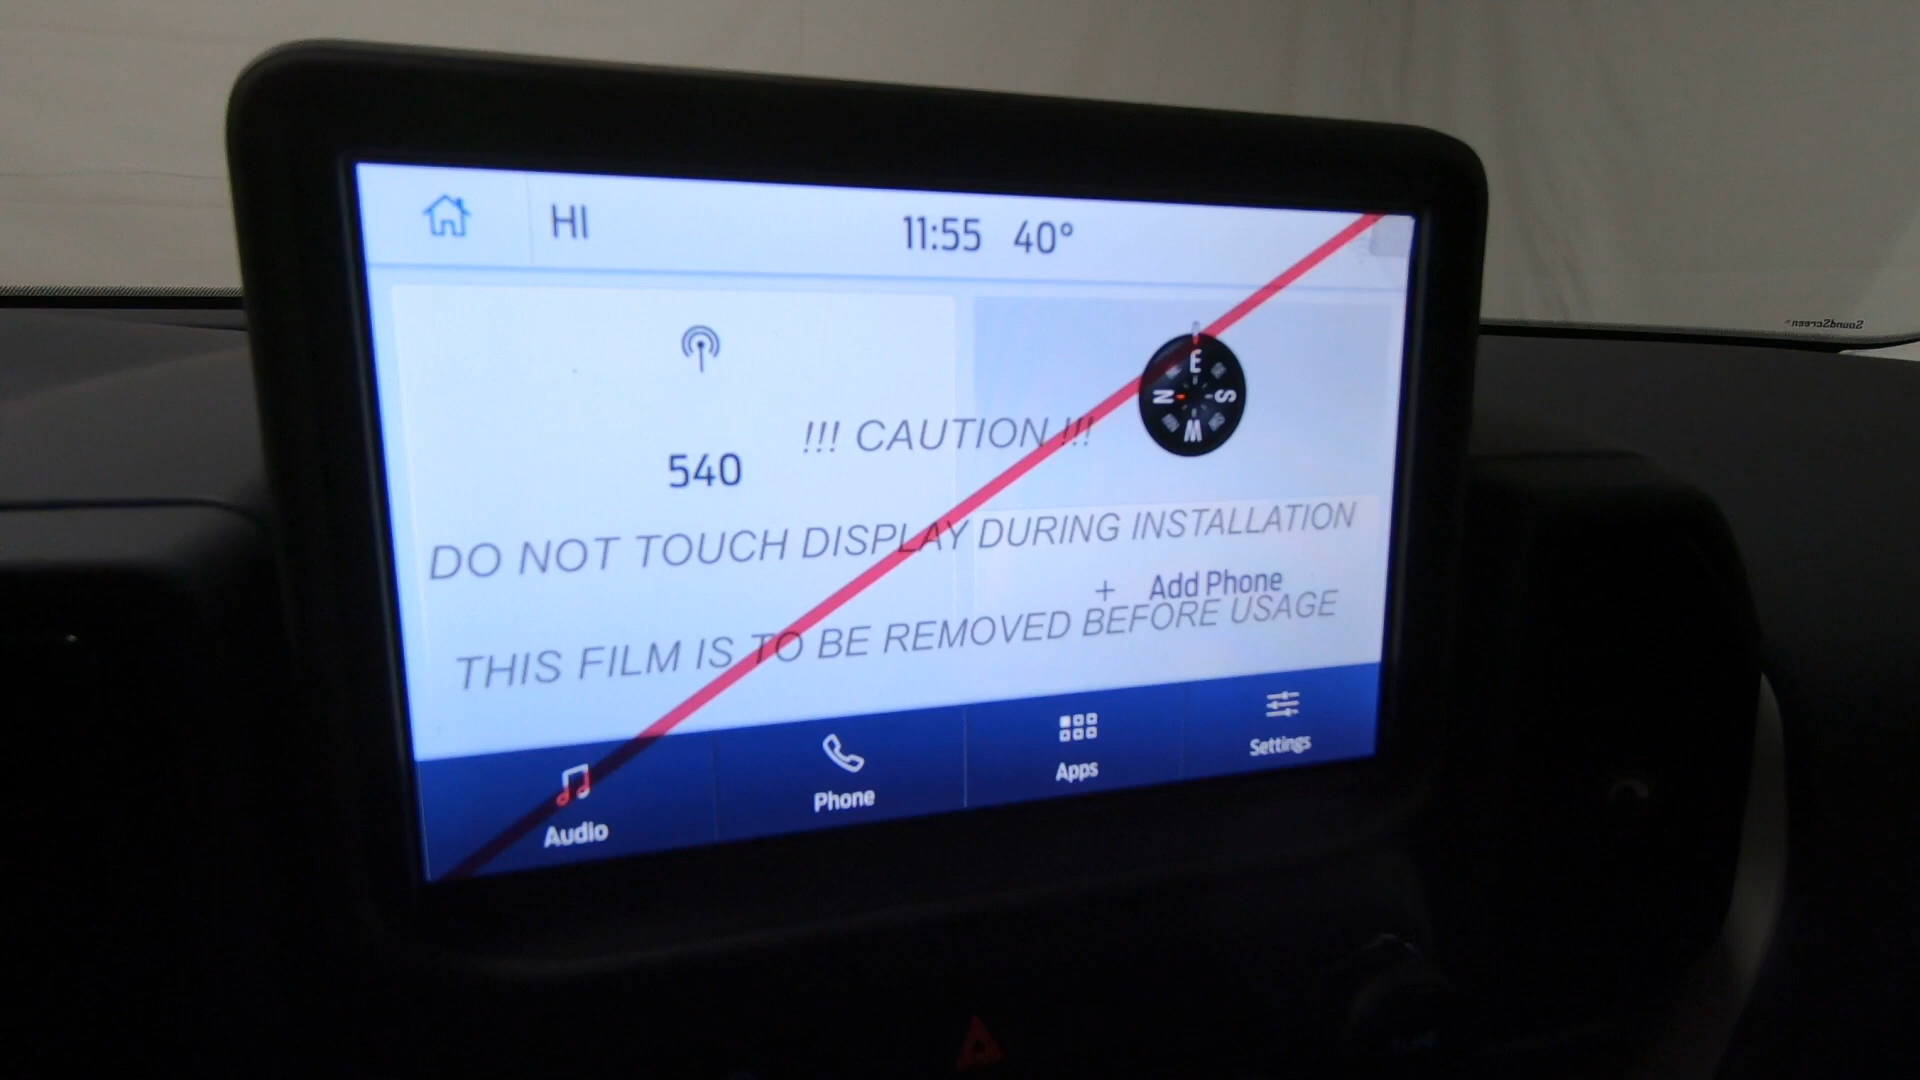 HI 11:55 40°
E
N S
W
!!! CAUTION !!!
540
DO NOT TOUCH DISPLAY DURING INSTALLATION
+ Add Phone
THIS FILM IS TO BE REMOVED BEFORE USAGE
Audio Phone Apps Settings
SoundScreen